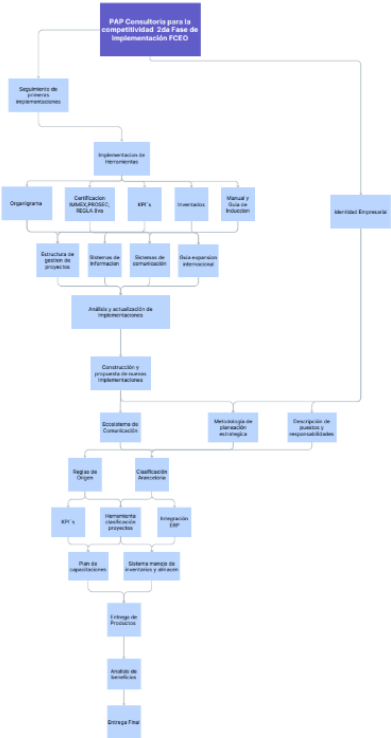 PAP Consultoría para la
competitividad 2da Fase de
Implementación FCEO
Seguimiento de
primeras
implementaciones
Implementacion de
Herramientas
Organigrama
Certificacion
IMMEX,PROSEC,
REGLA 8va
KPI´s
Inventarios
Manual y
Guia de
Induccion
Identidad Empresarial
Estructura de
gestion de
proyectos
Sistemas de
informacion
Sistemas de
comunicación
Guia expansion
internacional
Análisis y actualización de
implementaciones
Construcción y
propuesta de nuevas
implementaciones
Ecosistema de
Comunicación
Metodología de
planeación
estrategica
Descripción de
puestos y
responsabilidades
Reglas de
Origen
Clasificación
Arancelaria
KPI´s
Herramienta
clasificación
proyectos
Integración
ERP
Plan de
capacitaciones
Sistema manejo de
inventarios y almacen
Entrega de
Productos
Analisis de
beneficios
Entrega Final